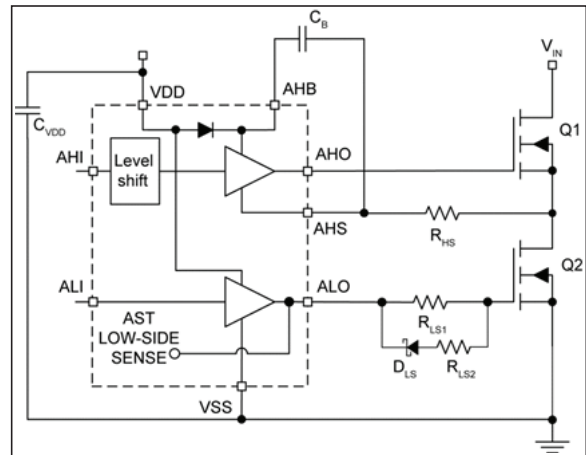 C_B
V_IN
VDD
AHB
C_VDD
Q1
AHI
Level
shift
AHO
AHS
R_HS
Q2
ALI
ALO
AST
LOW-SIDE
SENSE
R_LS1
D_LS
R_LS2
VSS